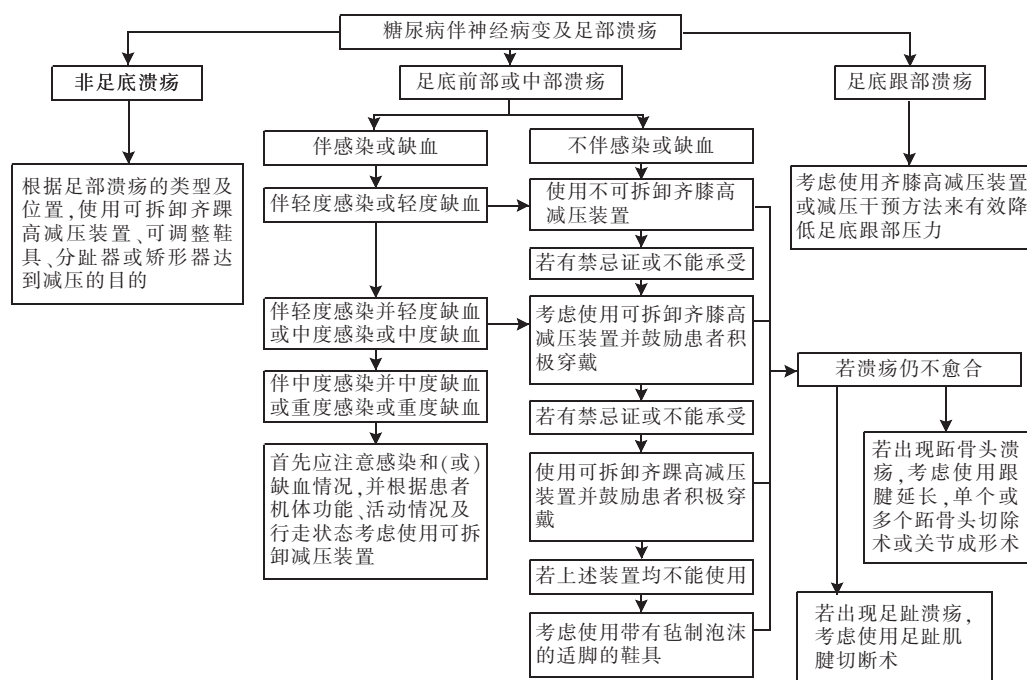 糖尿病伴神经病变及足部溃疡
非足底溃疡
足底前部或中部溃疡
足底跟部溃疡
伴感染或缺血
不伴感染或缺血
根据足部溃疡的类型及
位置,使用可拆卸齐踝
高减压装置、可调整鞋
具、分趾器或矫形器达
到减压的目的
伴轻度感染或轻度缺血
使用不可拆卸齐膝高
减压装置
考虑使用齐膝高减压装置
或减压干预方法来有效降
低足底跟部压力
若有禁忌证或不能承受
伴轻度感染并轻度缺血
或中度感染或中度缺血
考虑使用可拆卸齐膝高
减压装置并鼓励患者积
极穿戴
若溃疡仍不愈合
伴中度感染并中度缺血
或重度感染或重度缺血
若有禁忌证或不能承受
首先应注意感染和(或)
缺血情况,并根据患者
机体功能、活动情况及
行走状态考虑使用可拆
卸减压装置
使用可拆卸齐踝高减压
装置并鼓励患者积极穿
戴
若出现跖骨头溃
疡,考虑使用跟
腱延长,单个或
多个跖骨头切除
术或关节成形术
若上述装置均不能使用
考虑使用带有毡制泡沫
的适脚的鞋具
若出现足趾溃疡,
考虑使用足趾肌
腱切断术